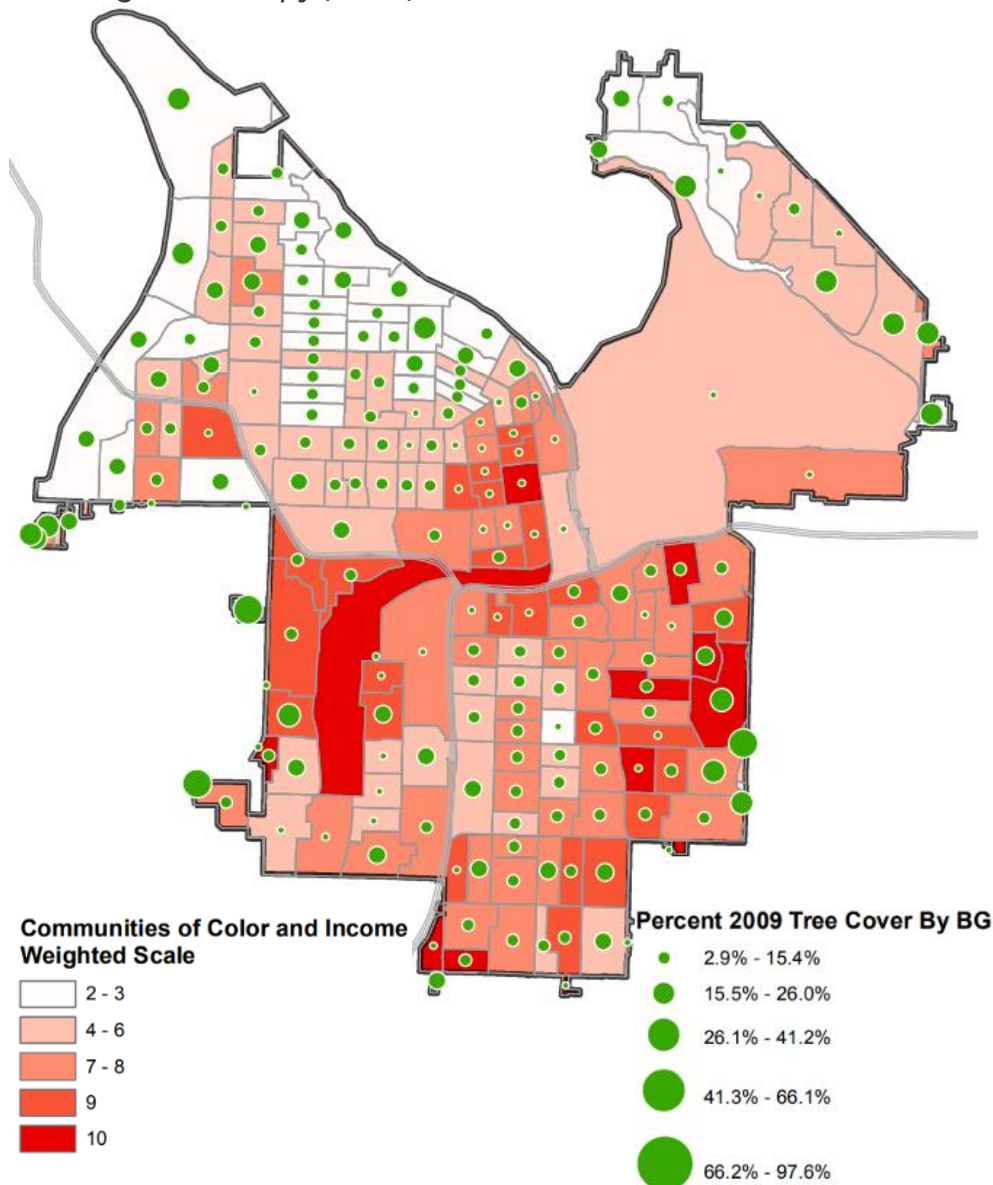 Communities of Color and Income
Weighted Scale
2 - 3
4 - 6
7 - 8
9
10
Percent 2009 Tree Cover By BG
2.9% - 15.4%
15.5% - 26.0%
26.1% - 41.2%
41.3% - 66.1%
66.2% - 97.6%